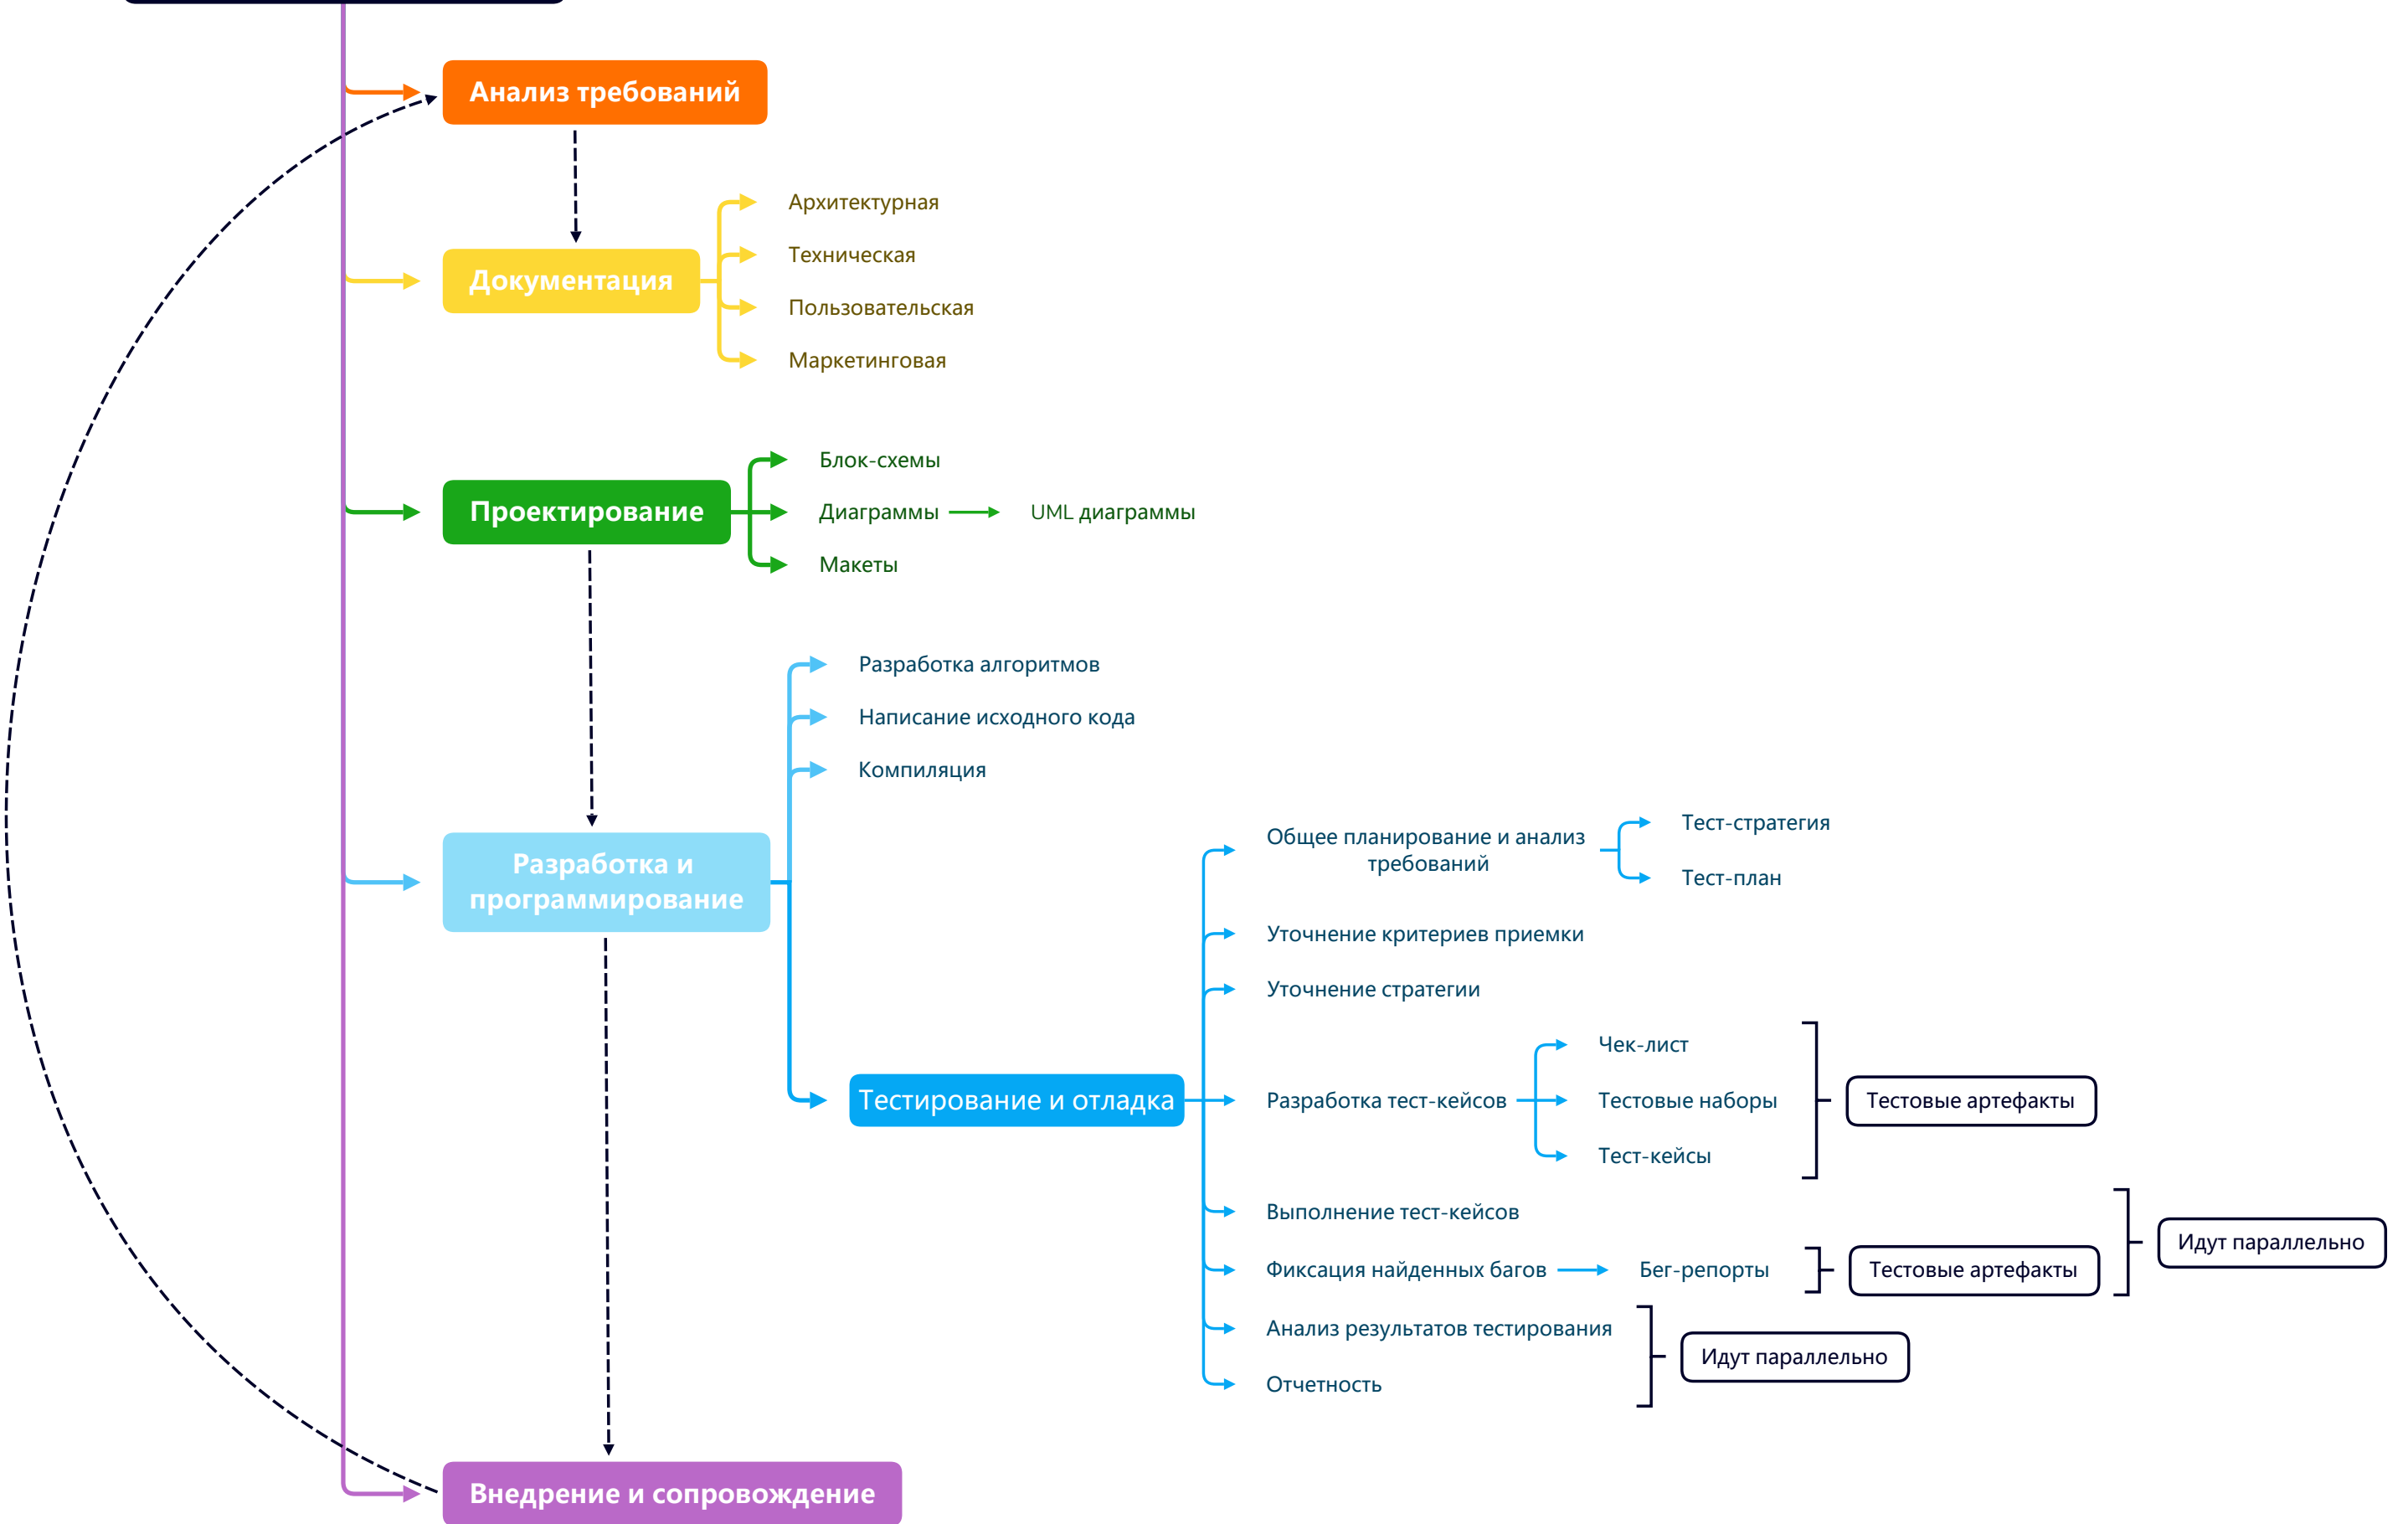 Анализ требований
Документация
Архитектурная
Техническая
Пользовательская
Маркетинговая
Проектирование
Блок-схемы
Диаграммы
UML диаграммы
Макеты
Разработка и
программирование
Разработка алгоритмов
Написание исходного кода
Компиляция
Тестирование и отладка
Общее планирование и анализ
требований
Тест-стратегия
Тест-план
Уточнение критериев приемки
Уточнение стратегии
Разработка тест-кейсов
Чек-лист
Тестовые наборы
Тест-кейсы
Тестовые артефакты
Выполнение тест-кейсов
Фиксация найденных багов
Бег-репорты
Тестовые артефакты
Идут параллельно
Анализ результатов тестирования
Отчетность
Идут параллельно
Внедрение и сопровождение